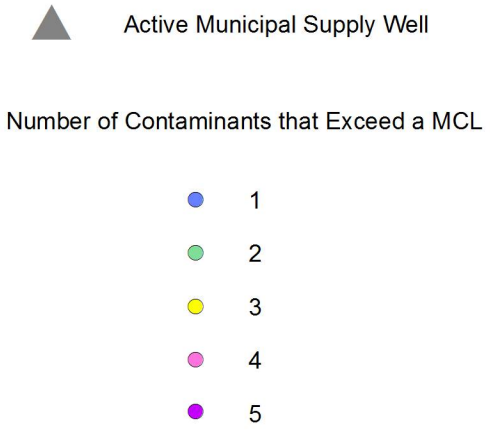 Active Municipal Supply Well
Number of Contaminants that Exceed a MCL
1
2
3
4
5